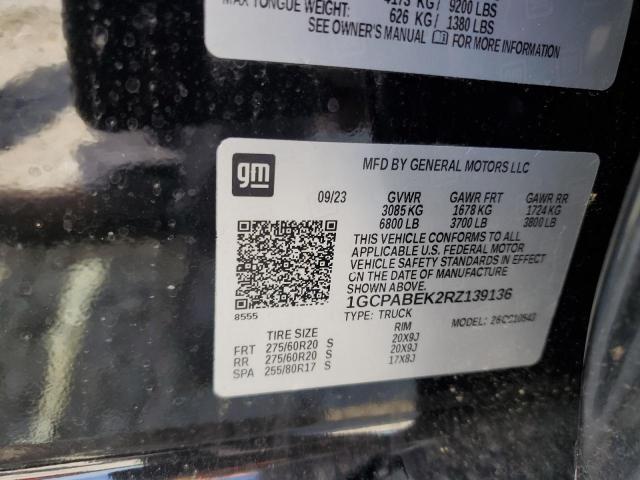 4173 KG / 9200 LBS
MAX TONGUE WEIGHT: 626 KG / 1380 LBS
SEE OWNER'S MANUAL FOR MORE INFORMATION
gm
MFD BY GENERAL MOTORS LLC
09/23 GVWR GAWR FRT GAWR RR
3085 KG 1678 KG 1724 KG
6800 LB 3700 LB 3800 LB
THIS VEHICLE CONFORMS TO ALL
APPLICABLE U.S. FEDERAL MOTOR
VEHICLE SAFETY STANDARDS IN EFFECT
ON THE DATE OF MANUFACTURE
SHOWN ABOVE.
8555 1GCPABEK2RZ139136
TYPE: TRUCK MODEL:
TIRE SIZE RIM
FRT 275/60R20 S 20X9J
RR 275/60R20 S 20X9J
SPA 255/80R17 S 17X8J